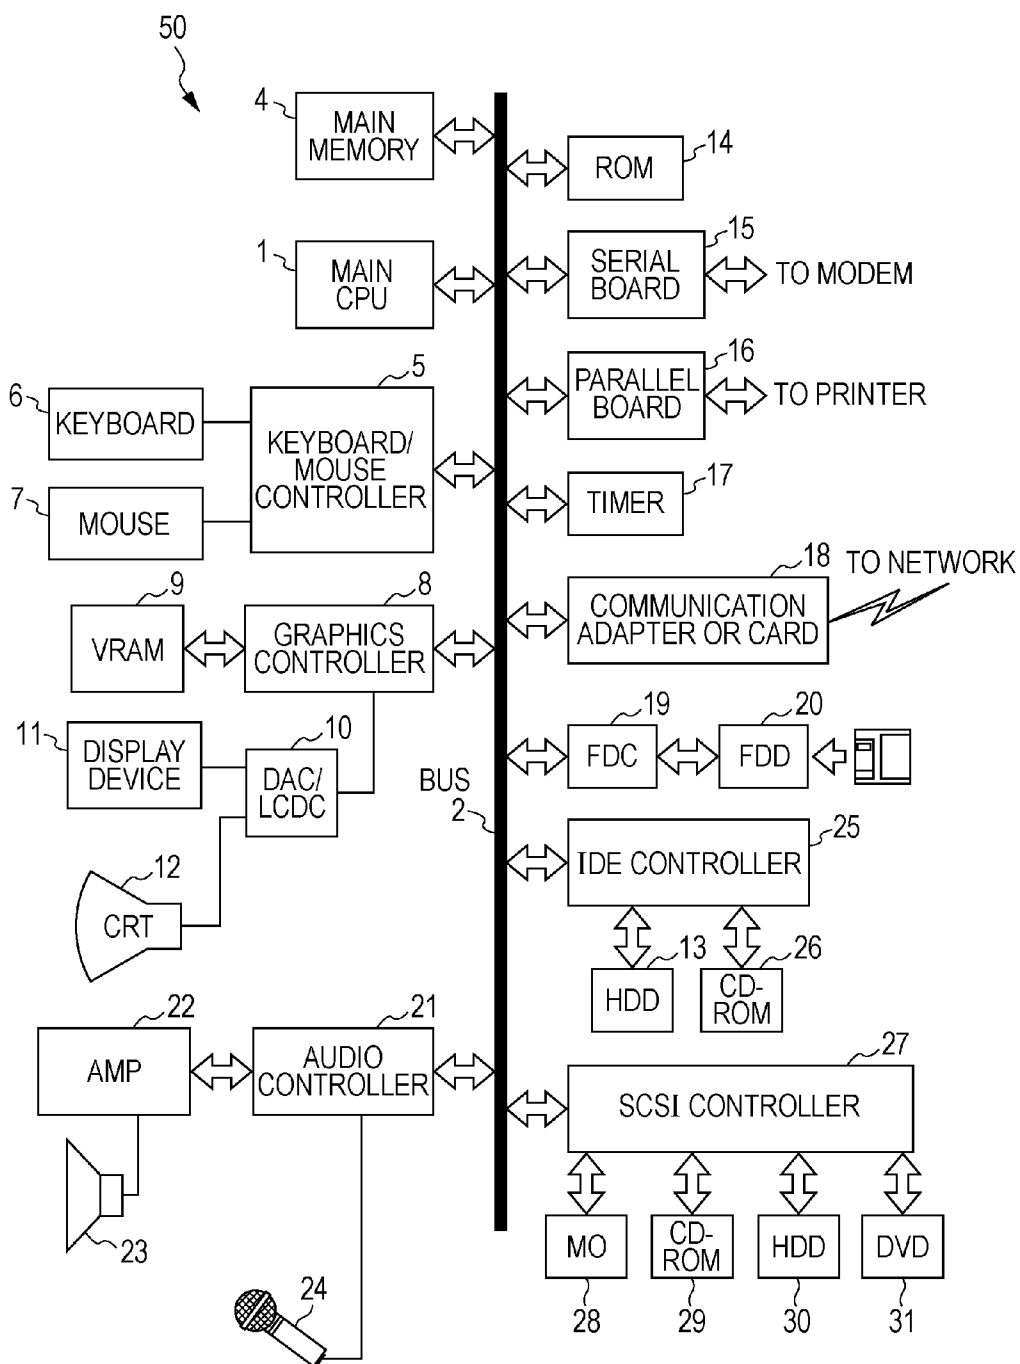 50
4
MAIN
MEMORY
14
ROM
1
MAIN
CPU
15
SERIAL
BOARD
TO MODEM
5
6
KEYBOARD
KEYBOARD/
MOUSE
CONTROLLER
7
MOUSE
16
PARALLEL
BOARD
TO PRINTER
17
TIMER
9
VRAM
8
GRAPHICS
CONTROLLER
18
COMMUNICATION
ADAPTER OR CARD
TO NETWORK
11
DISPLAY
DEVICE
10
DAC/
LCDC
BUS
2
19
FDC
20
FDD
12
CRT
25
IDE CONTROLLER
13
HDD
26
CD-
ROM
22
AMP
21
AUDIO
CONTROLLER
27
SCSI CONTROLLER
23
24
MO
CD-
ROM
HDD
DVD
28
29
30
31